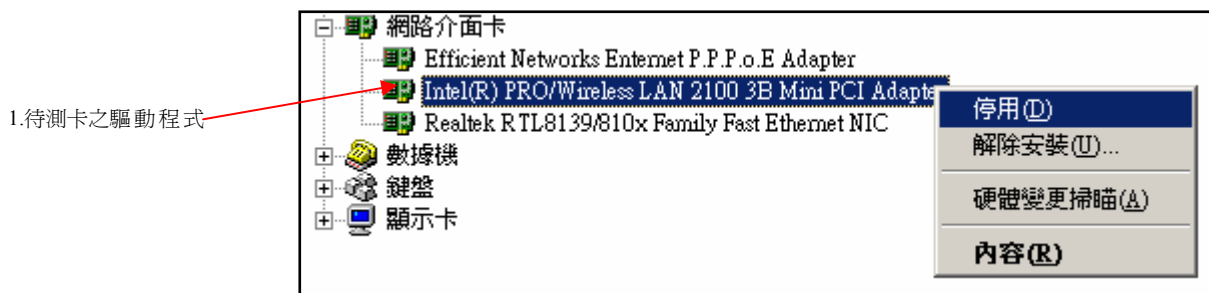 網路介面卡
Efficient Networks Enternet P.P.P.o.E Adapter
Intel(R) PRO/Wireless LAN 2100 3B Mini PCI Adapte
1.待測卡之驅動程式
Realtek RTL8139/810x Family Fast Ethernet NIC
數據機
鍵盤
顯示卡
停用(D)
解除安裝(U)...
硬體變更掃瞄(A)
內容(R)